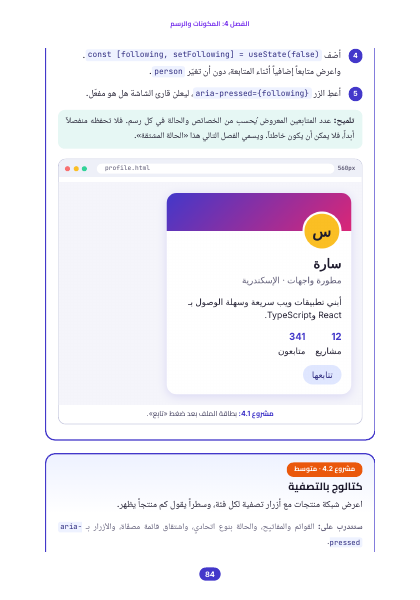 الفصل 4: المكونات والرسم
4 أضف const [following, setFollowing] = useState(false).
واعرض متابعاً إضافياً أثناء المتابعة، دون أن تغيّر person.
5 أعطِ الزر aria-pressed={following}، ليعلن قارئ الشاشة هل هو مفعّل.
تلميح: عدد المتابعين المعروض يُحسب من الخصائص والحالة في كل رسم. فلا تحفظه منفصلاً
أبداً، فلا يمكن أن يكون خاطئاً. ويسمي الفصل التالي هذا «الحالة المشتقة».
profile.html
560px
س
سارة
مطورة واجهات · الإسكندرية
أبني تطبيقات ويب سريعة وسهلة الوصول بـ
React وTypeScript.
12 341
مشاريع متابعون
تتابعها
مشروع 4.1: بطاقة الملف بعد ضغط «تابع».
مشروع 4.2 · متوسط
كتالوج بالتصفية
اعرض شبكة منتجات مع أزرار تصفية لكل فئة، وسطراً يقول كم منتجاً يظهر.
ستتدرب على: القوائم والمفاتيح، والحالة بنوع اتحادي، واشتقاق قائمة مصفّاة، والأزرار بـ aria-
pressed.
84